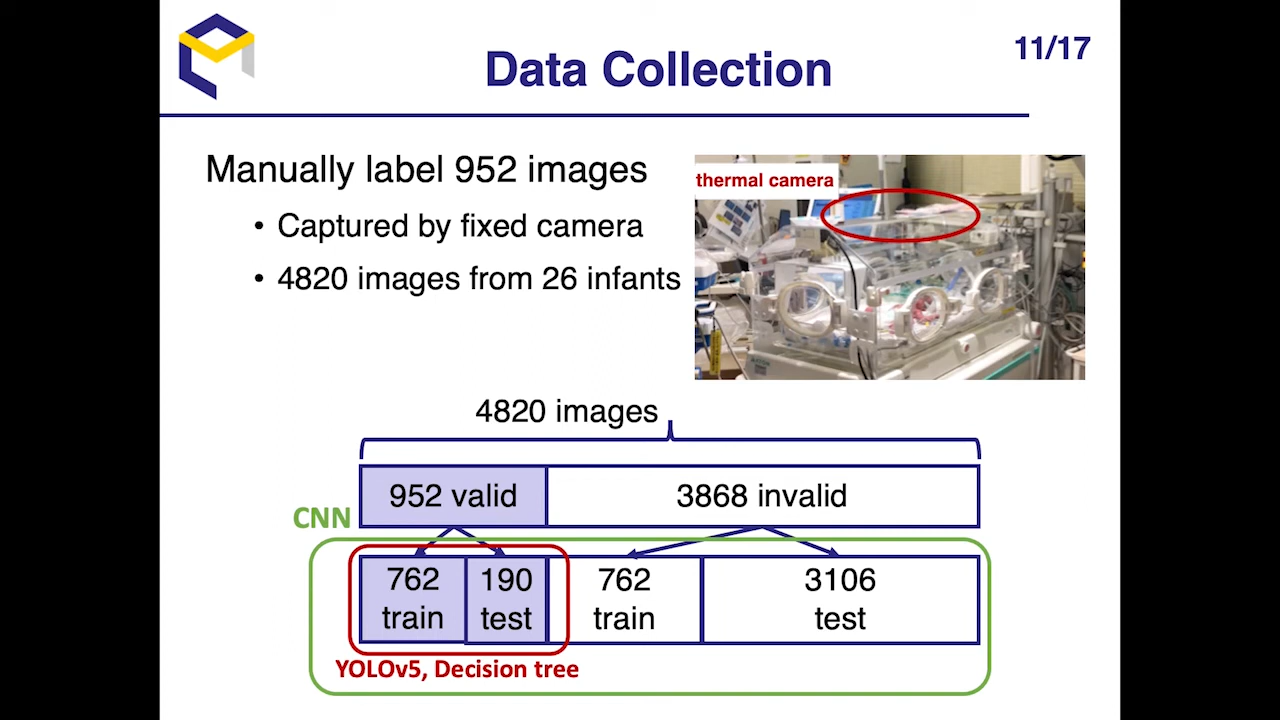 11/17
Data Collection
Manually label 952 images
• Captured by fixed camera
• 4820 images from 26 infants
thermal camera
4820 images
952 valid
3868 invalid
CNN
762
train
190
test
762
train
3106
test
YOLOv5, Decision tree